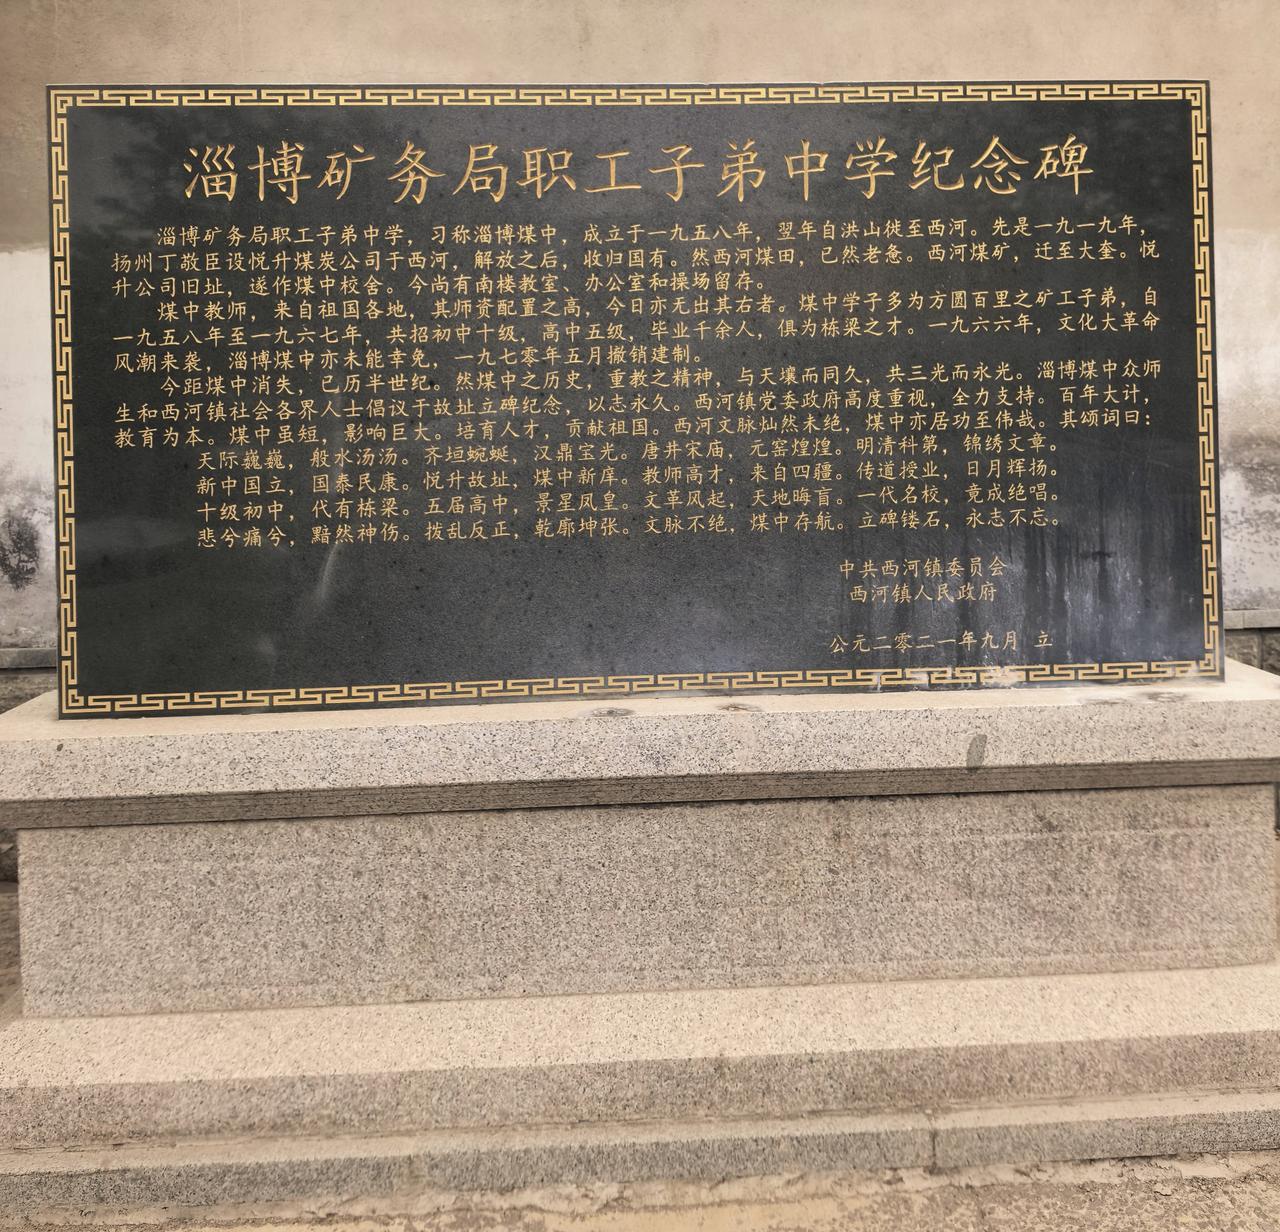 淄博矿务局职工子弟中学纪念碑
淄博矿务局职工子弟中学，习称淄博煤中，成立于一九五八年，翌年自洪山徙至西河。先是一九一九年，
扬州丁敬臣设悦升煤炭公司于西河，解放之后，收归国有。然西河煤田，已然老惫。西河煤矿，迁至大奎。悦
升公司旧址，遂作煤中校舍。今尚有南楼教室、办公室和操场留存。
煤中教师，来自祖国各地，其师资配置之高，今日亦无出其右者。煤中学子多为方圆百里之矿工子弟，自
一九五八年至一九六七年，共招初中十级，高中五级，毕业千余人，俱为栋梁之才。一九六六年，文化大革命
风潮来袭，淄博煤中亦未能幸免，一九七零年五月撤销建制。
今距煤中消失，已历半世纪。然煤中之历史，重教之精神，与天壤而同久，共三光而永光。淄博煤中众师
生和西河镇社会各界人士倡议于故址立碑纪念，以志永久。西河镇党委政府高度重视，全力支持。百年大计，
教育为本。煤中虽短，影响巨大。培育人才，贡献祖国。西河文脉灿然未绝，煤中亦居功至伟哉。其颂词曰：
天际巍巍，般水汤汤。齐垣蜿蜒，汉鼎宝光。唐井宋庙，元窑煌煌。明清科第，锦绣文章。
新中国立，国泰民康。悦升故址，煤中新庠。教师高才，来自四疆。传道授业，日月辉扬。
十级初中，代有栋梁。五届高中，景星凤皇。文革风起，天地晦盲。一代名校，竟成绝唱。
悲兮痛兮，黯然神伤。拨乱反正，乾廓坤张。文脉不绝，煤中存航。立碑镂石，永志不忘。
中共西河镇委员会
西河镇人民政府
公元二零二一年九月 立